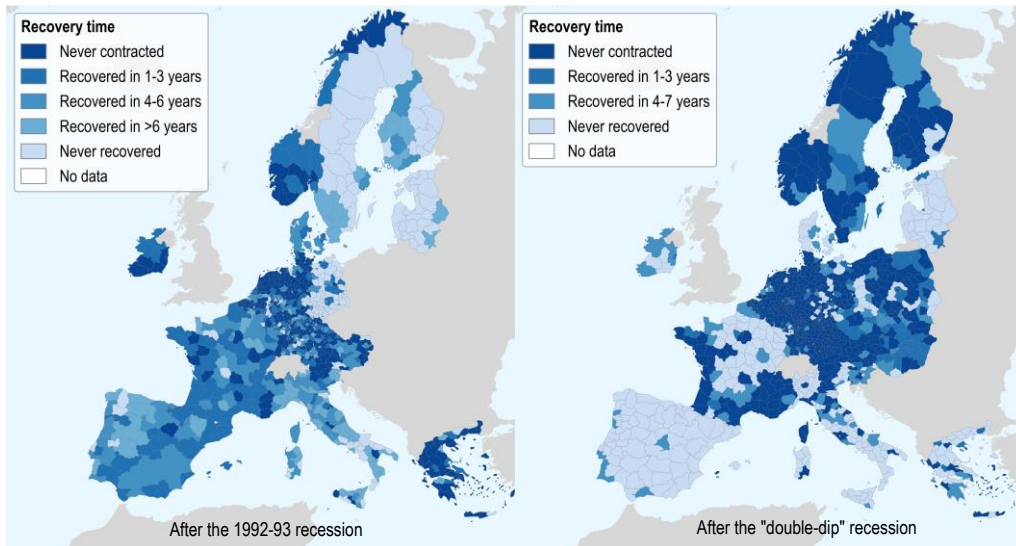 Recovery time
Never contracted
Recovered in 1-3 years
Recovered in 4-6 years
Recovered in >6 years
Never recovered
No data
After the 1992-93 recession
Recovery time
Never contracted
Recovered in 1-3 years
Recovered in 4-7 years
Never recovered
No data
After the "double-dip" recession